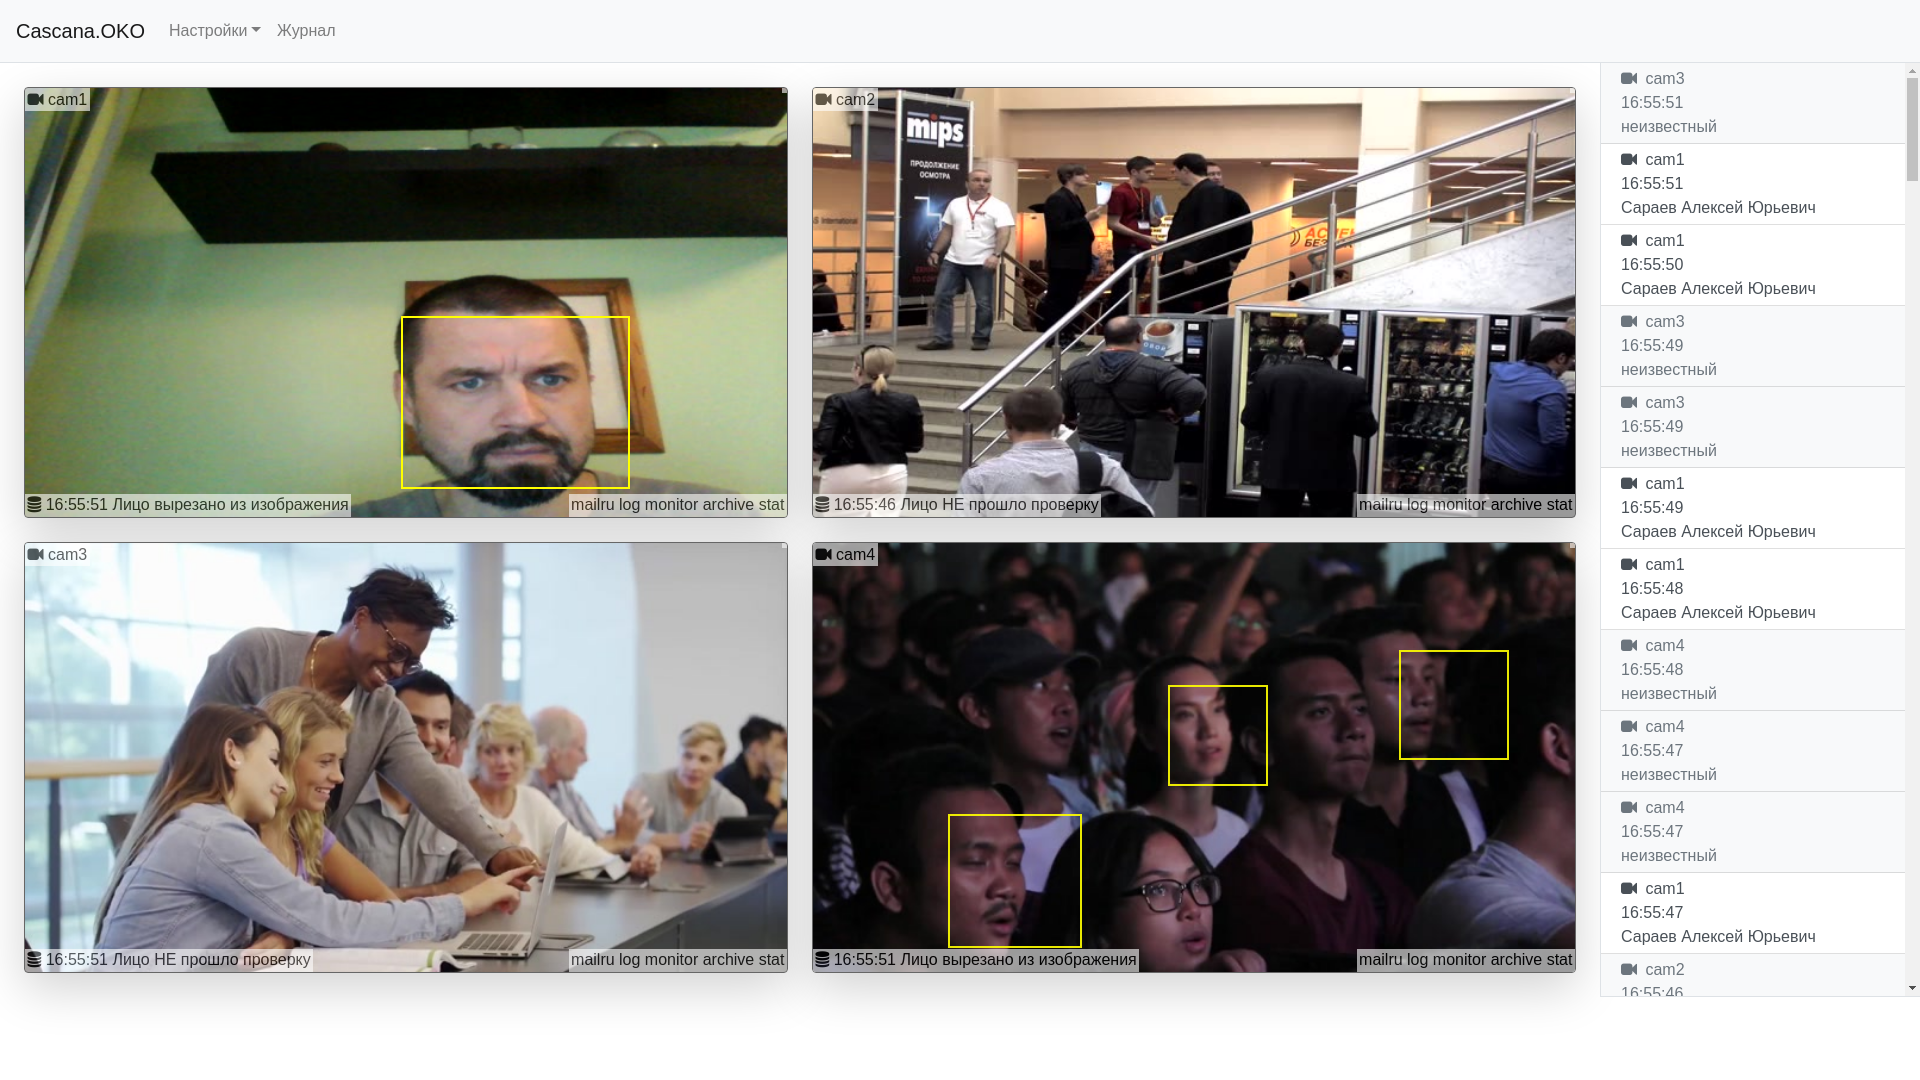 Cascana.OKO Настройки Журнал
cam1
16:55:51 Лицо вырезано из изображения
mailru log monitor archive stat
cam2
mips
ПРОДОЛЖЕНИЕ
ОСМОТРА
16:55:46 Лицо НЕ прошло проверку
mailru log monitor archive stat
cam3
16:55:51 Лицо НЕ прошло проверку
mailru log monitor archive stat
cam4
16:55:51 Лицо вырезано из изображения
mailru log monitor archive stat
cam3
16:55:51
неизвестный
cam1
16:55:51
Сараев Алексей Юрьевич
cam1
16:55:50
Сараев Алексей Юрьевич
cam3
16:55:49
неизвестный
cam3
16:55:49
неизвестный
cam1
16:55:49
Сараев Алексей Юрьевич
cam1
16:55:48
Сараев Алексей Юрьевич
cam4
16:55:48
неизвестный
cam4
16:55:47
неизвестный
cam4
16:55:47
неизвестный
cam1
16:55:47
Сараев Алексей Юрьевич
cam2
16:55:46